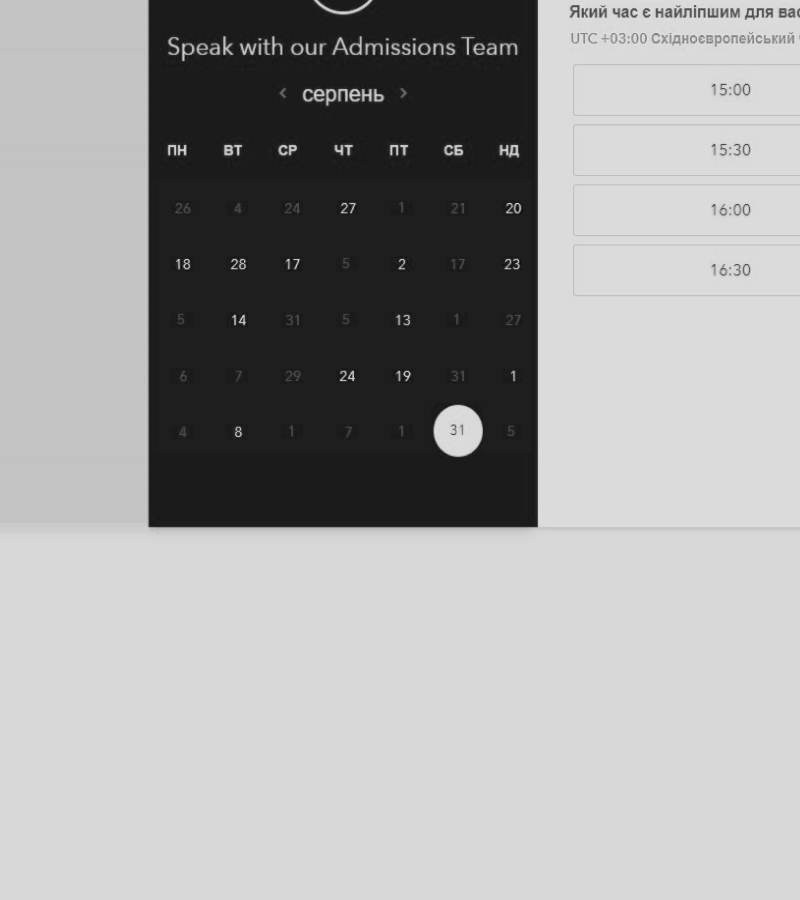 Speak with our Admissions Team
‹ серпень ›
ПН ВТ СР ЧТ ПТ СБ НД
26 4 24 27 1 21 20
18 28 17 5 2 17 23
5 14 31 5 13 1 27
6 7 29 24 19 31 1
4 8 1 7 1 31 5
Який час є найліпшим для вас
UTC +03:00 Східноєвропейський
15:00
15:30
16:00
16:30